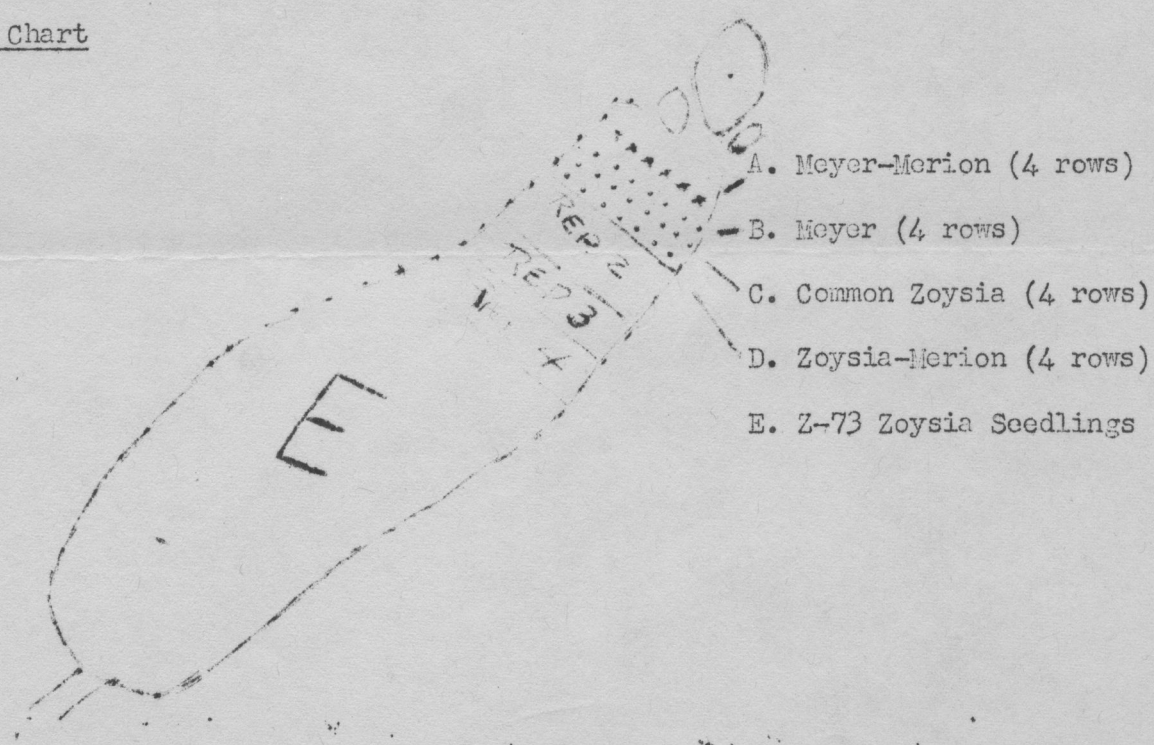 Chart
A. Meyer-Merion (4 rows)
B. Meyer (4 rows)
C. Common Zoysia (4 rows)
D. Zoysia-Merion (4 rows)
E. Z-73 Zoysia Seedlings
REP 2
REP 3
E